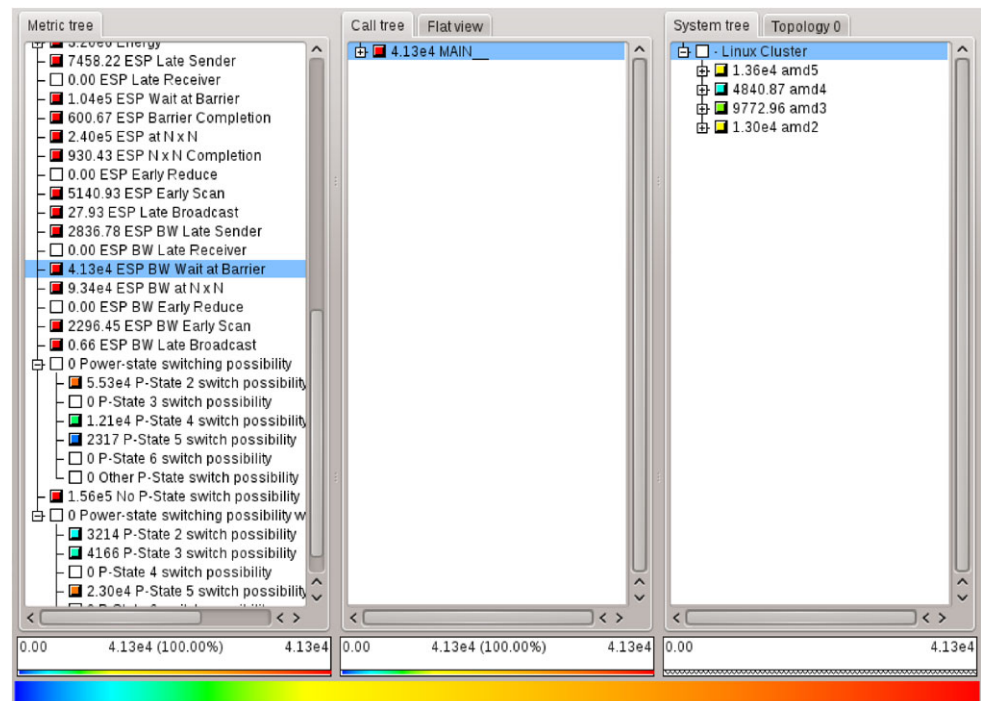 Metric tree
3.20e6 Energy
7458.22 ESP Late Sender
0.00 ESP Late Receiver
1.04e5 ESP Wait at Barrier
600.67 ESP Barrier Completion
2.40e5 ESP at N x N
930.43 ESP N x N Completion
0.00 ESP Early Reduce
5140.93 ESP Early Scan
27.93 ESP Late Broadcast
2836.78 ESP BW Late Sender
0.00 ESP BW Late Receiver
4.13e4 ESP BW Wait at Barrier
9.34e4 ESP BW at N x N
0.00 ESP BW Early Reduce
2296.45 ESP BW Early Scan
0.66 ESP BW Late Broadcast
0 Power-state switching possibility
5.53e4 P-State 2 switch possibility
0 P-State 3 switch possibility
1.21e4 P-State 4 switch possibility
2317 P-State 5 switch possibility
0 P-State 6 switch possibility
0 Other P-State switch possibility
1.56e5 No P-State switch possibility
0 Power-state switching possibility w
3214 P-State 2 switch possibility
4166 P-State 3 switch possibility
0 P-State 4 switch possibility
2.30e4 P-State 5 switch possibility
0.00 4.13e4 (100.00%) 4.13e4
Call tree Flat view
4.13e4 MAIN__
0.00 4.13e4 (100.00%) 4.13e4
System tree Topology 0
- Linux Cluster
1.36e4 amd5
4840.87 amd4
9772.96 amd3
1.30e4 amd2
0.00 4.13e4